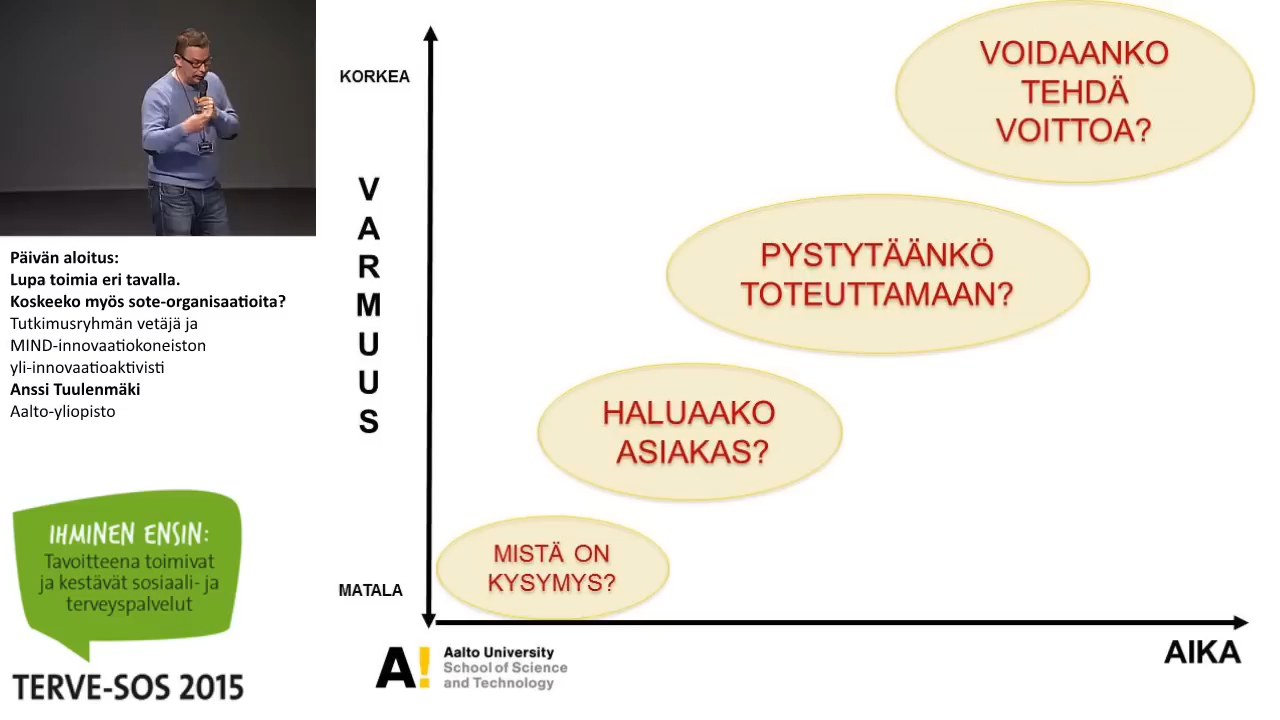 Päivän aloitus:
Lupa toimia eri tavalla.
Koskeeko myös sote-organisaatioita?
Tutkimusryhmän vetäjä ja
MIND-innovaatiokoneiston
yli-innovaatioaktivisti
Anssi Tuulenmäki
Aalto-yliopisto
IHMINEN ENSIN:
Tavoitteena toimivat
ja kestävät sosiaali- ja
terveyspalvelut
TERVE-SOS 2015
KORKEA
VARMUUS
MATALA
VOIDAANKO
TEHDÄ
VOITTOA?
PYSTYTÄÄNKÖ
TOTEUTTAMAAN?
HALUAAKO
ASIAKAS?
MISTÄ ON
KYSYMYS?
AIKA
A!
Aalto University
School of Science
and Technology